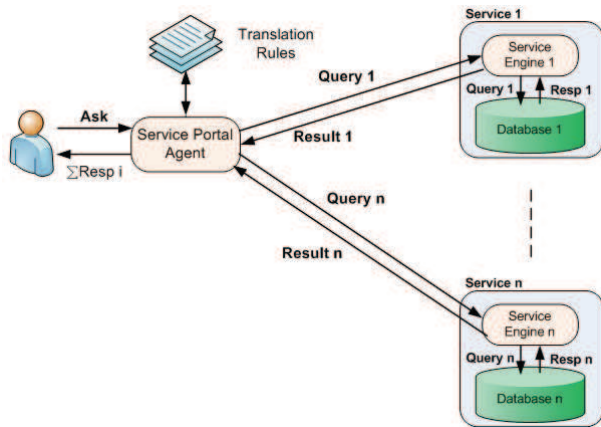 Translation
Rules
Ask
ΣResp i
Service Portal
Agent
Query 1
Result 1
Query n
Result n
Service 1
Service
Engine 1
Query 1
Resp 1
Database 1
Service n
Service
Engine n
Query n
Resp n
Database n